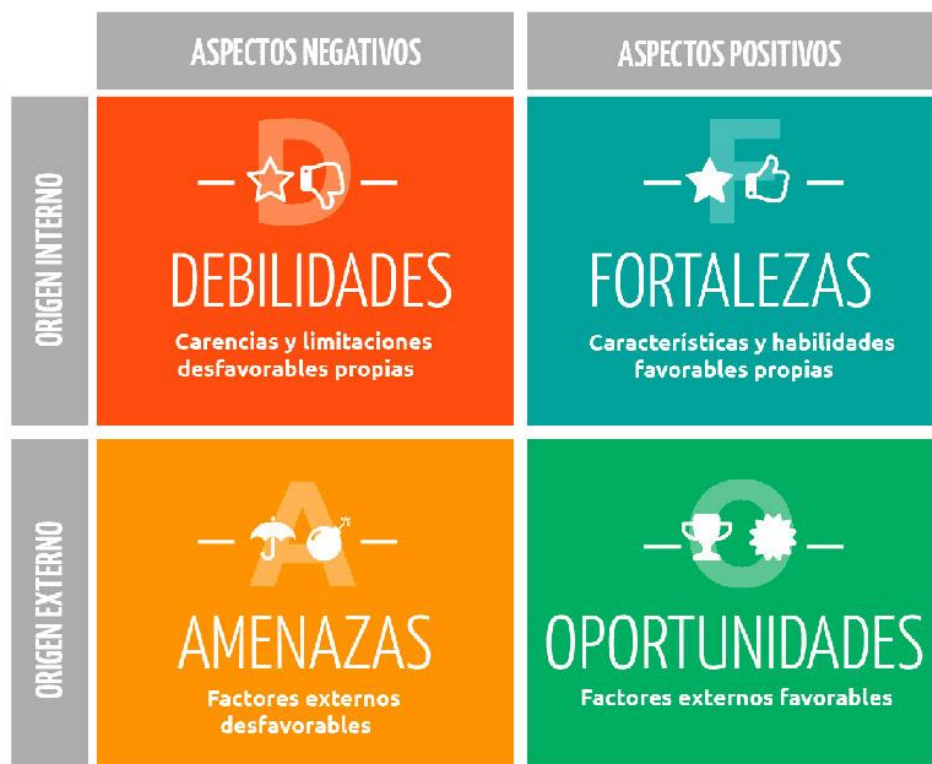 ASPECTOS NEGATIVOS
ASPECTOS POSITIVOS
ORIGEN INTERNO
D
DEBILIDADES
Carencias y limitaciones
desfavorables propias
F
FORTALEZAS
Característícas y habilidades
favorables propias
ORIGEN EXTERNO
A
AMENAZAS
Factores externos
desfavorables
O
OPORTUNIDADES
Factores externos favorables